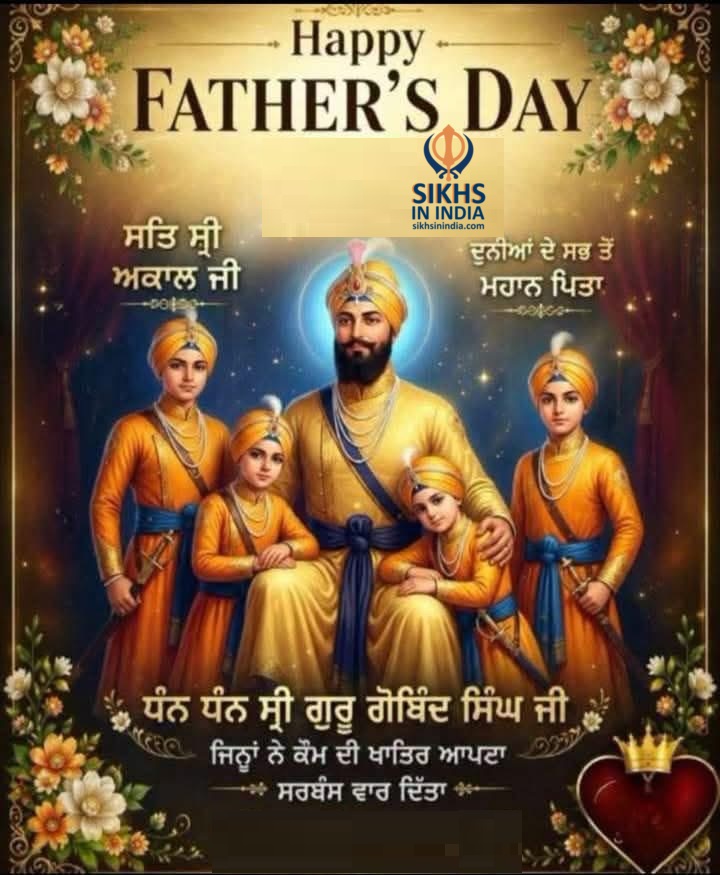 Happy
FATHER'S DAY
SIKHS
IN INDIA
sikhsinindia.com
ਸਤਿ ਸ੍ਰੀ
ਅਕਾਲ ਜੀ
ਦੁਨੀਆਂ ਦੇ ਸਭ ਤੋਂ
ਮਹਾਨ ਪਿਤਾ
ਧੰਨ ਧੰਨ ਸ੍ਰੀ ਗੁਰੂ ਗੋਬਿੰਦ ਸਿੰਘ ਜੀ
ਜਿਨ੍ਹਾਂ ਨੇ ਕੌਮ ਦੀ ਖਾਤਿਰ ਆਪਣਾ
ਸਰਬੰਸ ਵਾਰ ਦਿੱਤਾ